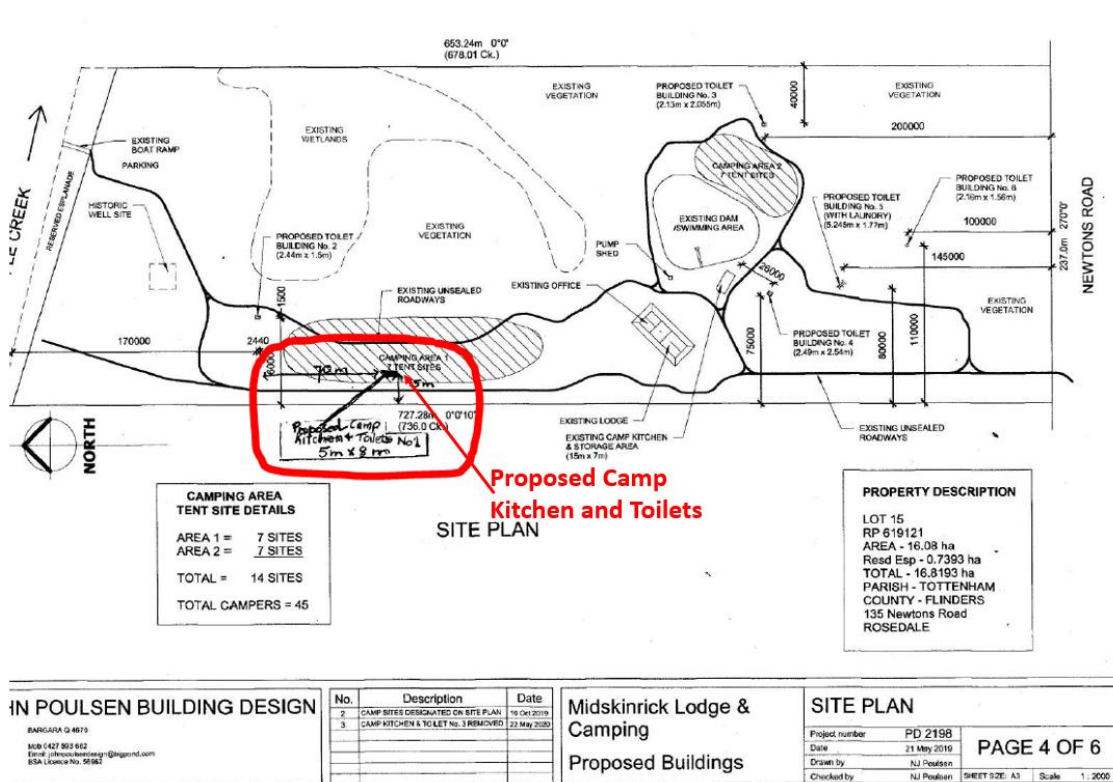 653.24m 0°0'
(678.01 Ck.)
EXISTING
VEGETATION
PROPOSED TOILET
BUILDING No. 3
(2.13m x 2.055m)
40000
EXISTING
VEGETATION
200000
EXISTING
BOAT RAMP
PARKING
EXISTING
WETLANDS
CREEK
RESERVED ESPLANADE
HISTORIC
WELL SITE
CAMPING AREA 2
7 TENT SITES
PROPOSED TOILET
BUILDING No. 6
(2.16m x 1.56m)
PROPOSED TOILET
BUILDING No. 5
(WITH LAUNDRY)
(5.245m x 1.77m)
100000
145000
237.0m 270°0'
NEWTONS ROAD
PROPOSED TOILET
BUILDING No. 2
(2.44m x 1.5m)
EXISTING
VEGETATION
EXISTING DAM
/SWIMMING AREA
PUMP
SHED
26000
EXISTING UNSEALED
ROADWAYS
EXISTING OFFICE
EXISTING
VEGETATION
1500
170000
2440
6000
CAMPING AREA 1
7 TENT SITES
70 m
5m
75000
PROPOSED TOILET
BUILDING No. 4
(2.49m x 2.54m)
80000
110000
727.28m 0°0'10"
(736.0 Ck.)
Proposed Camp
Kitchen + Toilets No1
5m x 8m
EXISTING LODGE
EXISTING CAMP KITCHEN
& STORAGE AREA
(15m x 7m)
EXISTING UNSEALED
ROADWAYS
NORTH
Proposed Camp
Kitchen and Toilets
SITE PLAN
CAMPING AREA
TENT SITE DETAILS
AREA 1 = 7 SITES
AREA 2 = 7 SITES
TOTAL = 14 SITES
TOTAL CAMPERS = 45
PROPERTY DESCRIPTION
LOT 15
RP 619121
AREA - 16.08 ha
Resd Esp - 0.7393 ha
TOTAL - 16.8193 ha
PARISH - TOTTENHAM
COUNTY - FLINDERS
135 Newtons Road
ROSEDALE
HN POULSEN BUILDING DESIGN
BARGARA Q 4670
Mob 0427 593 682
Email: johnpoulsendesign@bigpond.com
BSA Licence No. 56962
No. Description Date
2 CAMP SITES DESIGNATED ON SITE PLAN 16 Oct 2019
3 CAMP KITCHEN & TOILET No. 3 REMOVED 22 May 2020
Midskinrick Lodge &
Camping
Proposed Buildings
SITE PLAN
Project number PD 2198
Date 21 May 2019
Drawn by NJ Poulsen
Checked by NJ Poulsen
PAGE 4 OF 6
SHEET SIZE: A3 Scale 1 : 2000